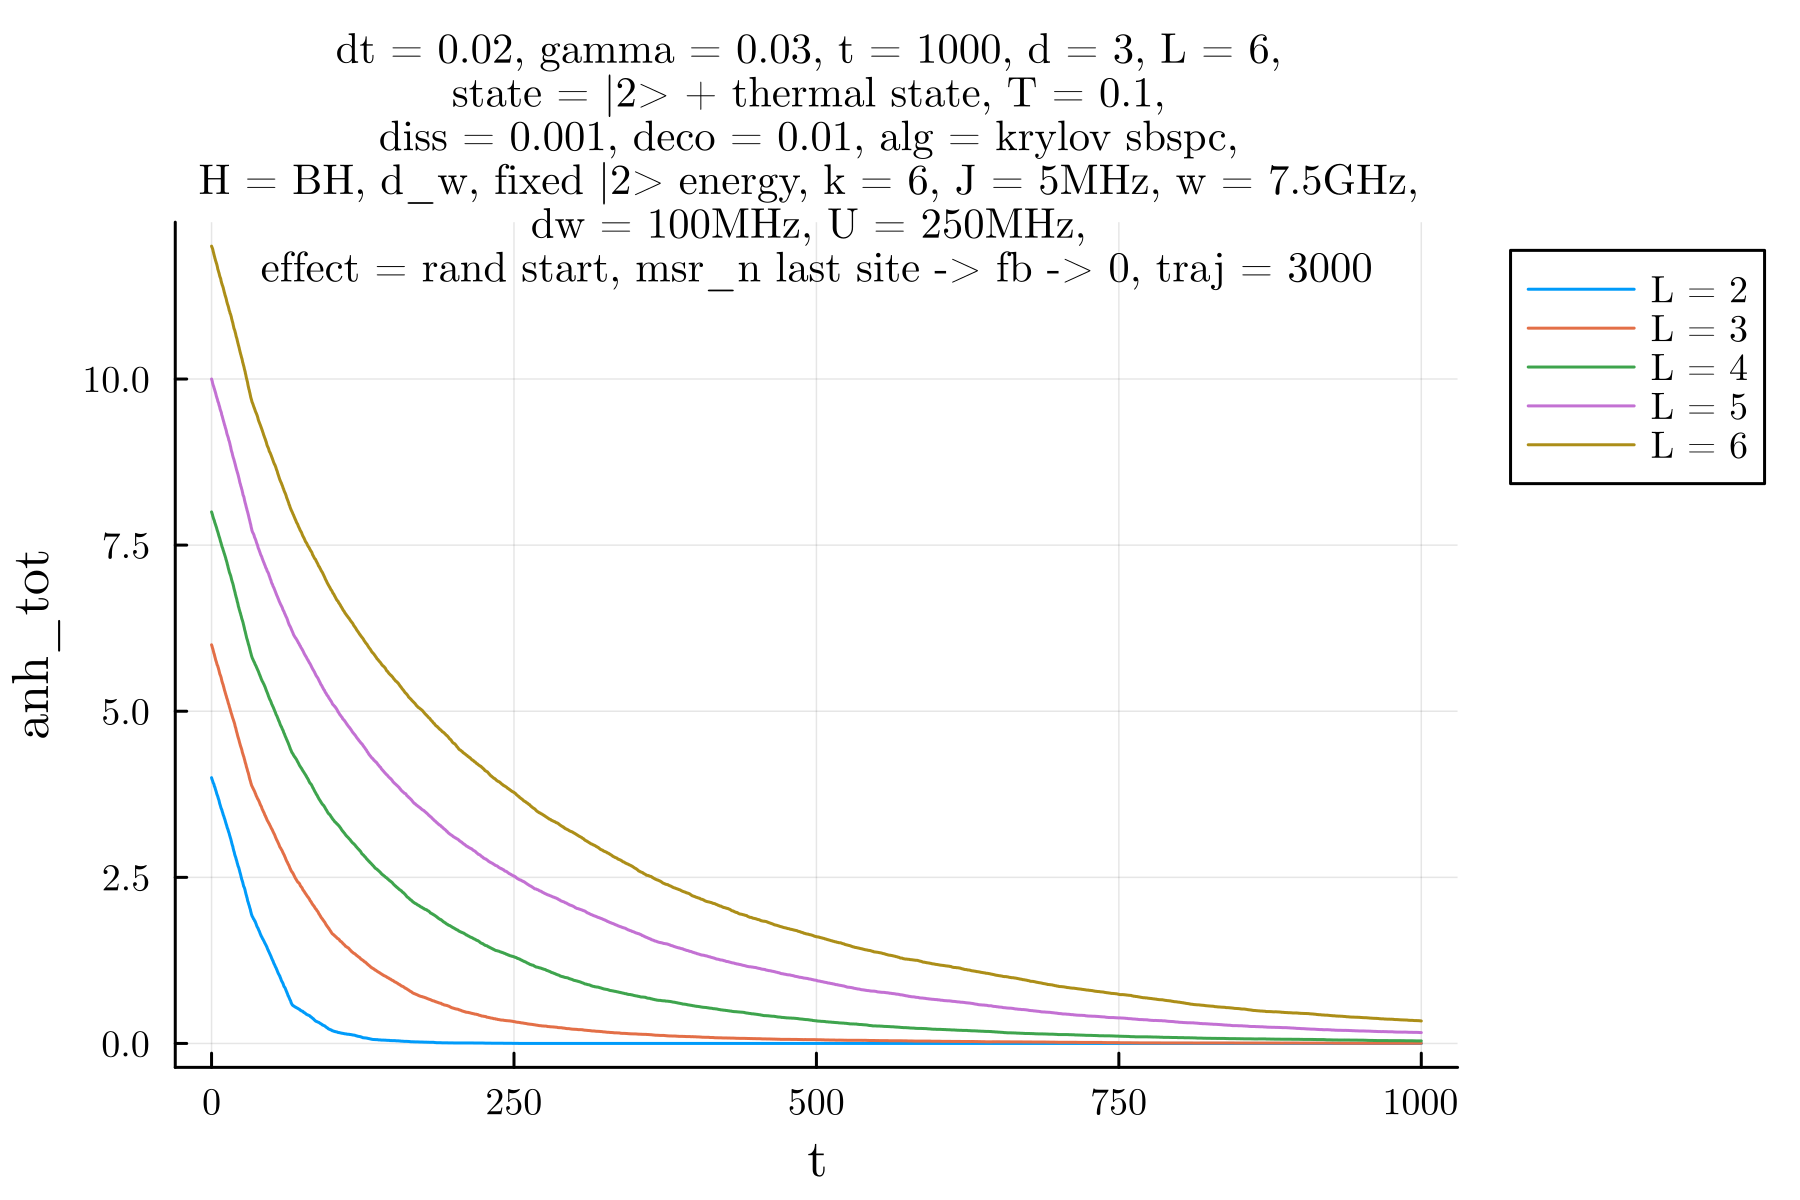 dt = 0.02, gamma = 0.03, t = 1000, d = 3, L = 6,
state = |2> + thermal state, T = 0.1,
diss = 0.001, deco = 0.01, alg = krylov sbspc,
H = BH, d_w, fixed |2> energy, k = 6, J = 5MHz, w = 7.5GHz,
dw = 100MHz, U = 250MHz,
effect = rand start, msr_n last site -> fb -> 0, traj = 3000
L = 2
L = 3
L = 4
L = 5
L = 6
10.0
7.5
5.0
2.5
0.0
anh_tot
0 250 500 750 1000
t